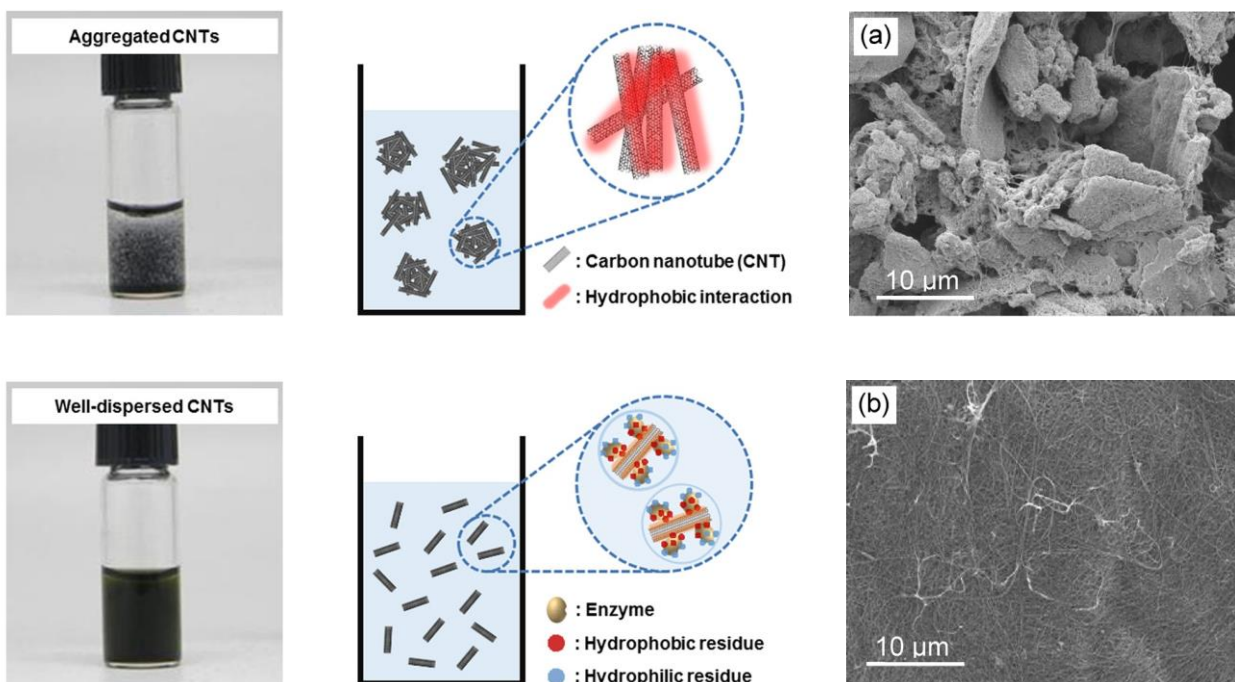 Aggregated CNTs
(a)
: Carbon nanotube (CNT)
: Hydrophobic interaction
10 µm
Well-dispersed CNTs
(b)
: Enzyme
: Hydrophobic residue
: Hydrophilic residue
10 µm